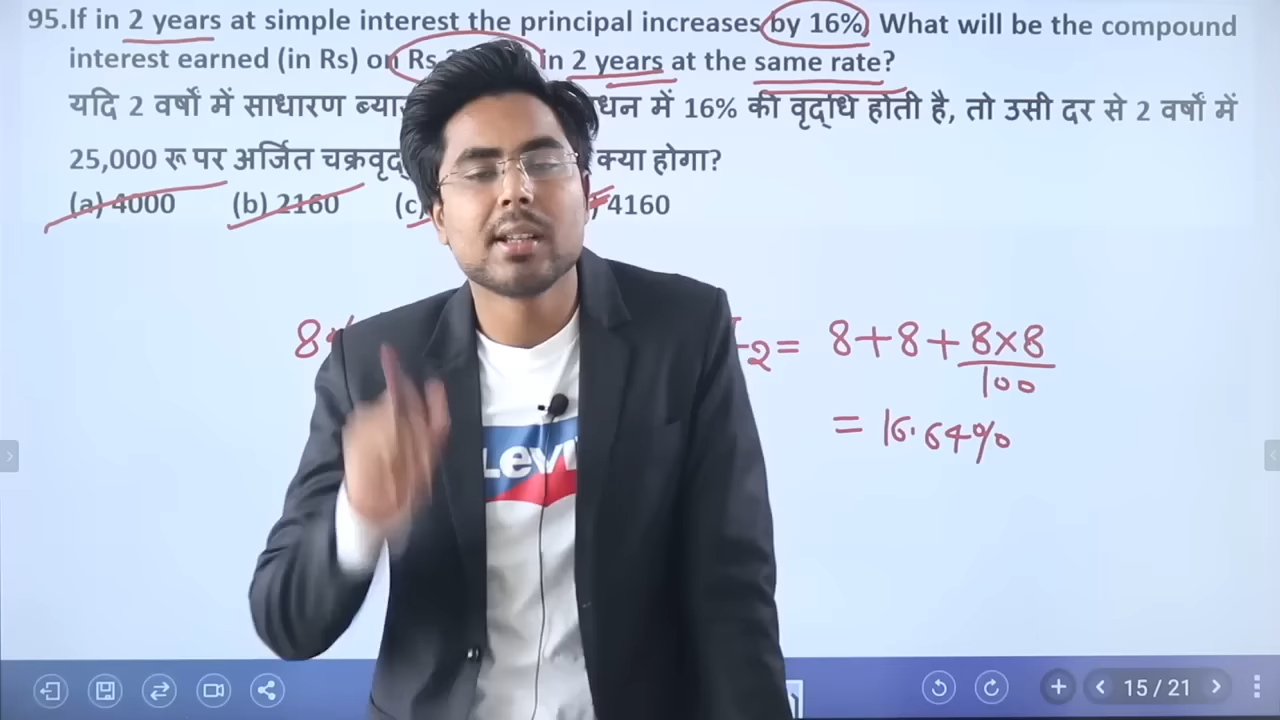 95.If in 2 years at simple interest the principal increases by 16%. What will be the compound
interest earned (in Rs) on Rs in 2 years at the same rate?
यदि 2 वर्षों में साधारण में 16% की वृद्धि होती है, तो उसी दर से 2 वर्षों में
25,000 रू पर अर्जित क्या होगा?
(a) 4000 (b) 2160 (c) 4160
8 2= 8+8+8×8
100
= 16.64%
Levi
15 / 21